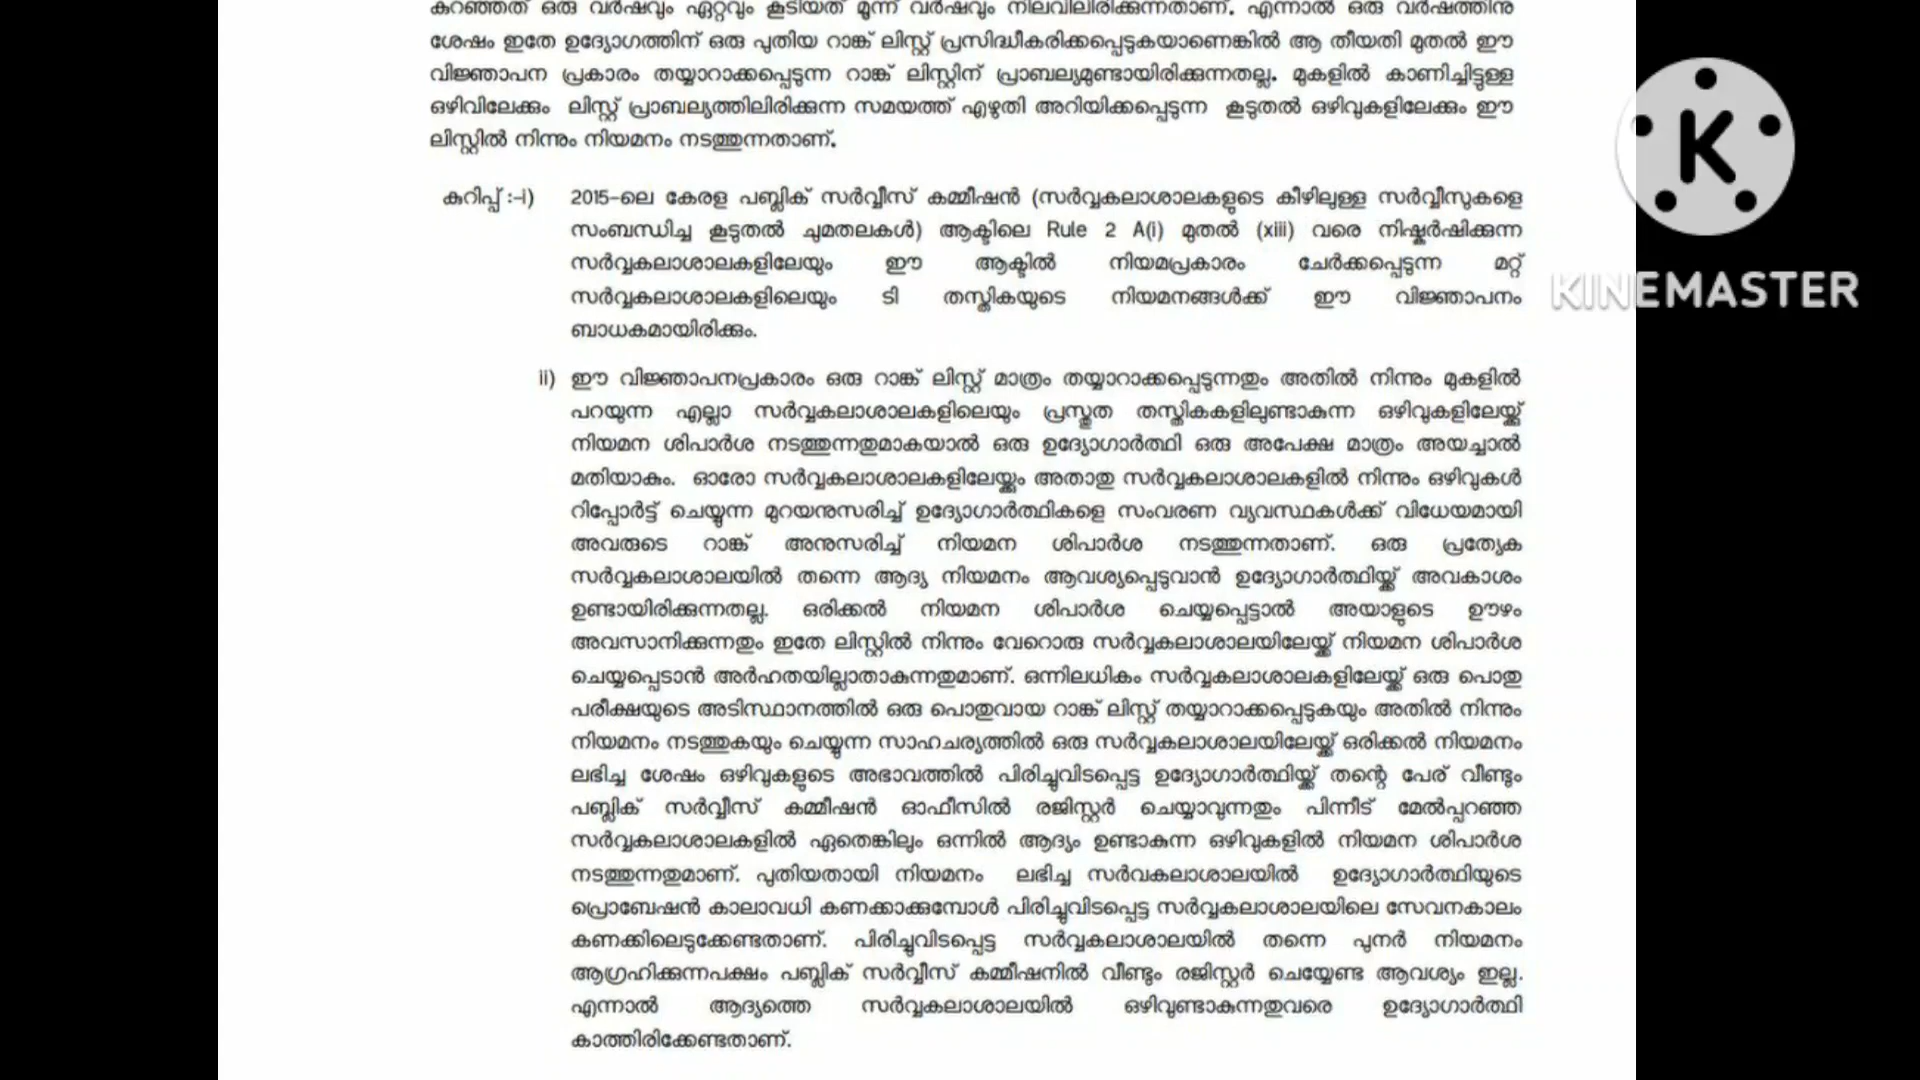 കുറഞ്ഞത് ഒരു വർഷവും ഏറ്റവും കൂടിയത് മൂന്ന് വർഷവും നിലവിലിരിക്കുന്നതാണ്. എന്നാൽ ഒരു വർഷത്തിനു
ശേഷം ഇതേ ഉദ്യോഗത്തിന് ഒരു പുതിയ റാങ്ക് ലിസ്റ്റ് പ്രസിദ്ധീകരിക്കപ്പെടുകയാണെങ്കിൽ ആ തീയതി മുതൽ ഈ
വിജ്ഞാപന പ്രകാരം തയ്യാറാക്കപ്പെടുന്ന റാങ്ക് ലിസ്റ്റിന് പ്രാബല്യമുണ്ടായിരിക്കുന്നതല്ല. മുകളിൽ കാണിച്ചിട്ടുള്ള
ഒഴിവിലേക്കും ലിസ്റ്റ് പ്രാബല്യത്തിലിരിക്കുന്ന സമയത്ത് എഴുതി അറിയിക്കപ്പെടുന്ന കൂടുതൽ ഒഴിവുകളിലേക്കും ഈ
ലിസ്റ്റിൽ നിന്നും നിയമനം നടത്തുന്നതാണ്.
കുറിപ്പ് :-i) 2015-ലെ കേരള പബ്ലിക് സർവ്വീസ് കമ്മീഷൻ (സർവ്വകലാശാലകളുടെ കീഴിലുള്ള സർവ്വീസുകളെ
സംബന്ധിച്ച കൂടുതൽ ചുമതലകൾ) ആക്ടിലെ Rule 2 A(i) മുതൽ (xiii) വരെ നിഷ്കർഷിക്കുന്ന
സർവ്വകലാശാലകളിലേയും ഈ ആക്ടിൽ നിയമപ്രകാരം ചേർക്കപ്പെടുന്ന മറ്റ്
സർവ്വകലാശാലകളിലെയും ടി തസ്തികയുടെ നിയമനങ്ങൾക്ക് ഈ വിജ്ഞാപനം
ബാധകമായിരിക്കും.
ii) ഈ വിജ്ഞാപനപ്രകാരം ഒരു റാങ്ക് ലിസ്റ്റ് മാത്രം തയ്യാറാക്കപ്പെടുന്നതും അതിൽ നിന്നും മുകളിൽ
പറയുന്ന എല്ലാ സർവ്വകലാശാലകളിലെയും പ്രസ്തുത തസ്തികകളിലുണ്ടാകുന്ന ഒഴിവുകളിലേയ്ക്ക്
നിയമന ശിപാർശ നടത്തുന്നതുമാകയാൽ ഒരു ഉദ്യോഗാർത്ഥി ഒരു അപേക്ഷ മാത്രം അയച്ചാൽ
മതിയാകും. ഓരോ സർവ്വകലാശാലകളിലേയ്ക്കും അതാതു സർവ്വകലാശാലകളിൽ നിന്നും ഒഴിവുകൾ
റിപ്പോർട്ട് ചെയ്യുന്ന മുറയനുസരിച്ച് ഉദ്യോഗാർത്ഥികളെ സംവരണ വ്യവസ്ഥകൾക്ക് വിധേയമായി
അവരുടെ റാങ്ക് അനുസരിച്ച് നിയമന ശിപാർശ നടത്തുന്നതാണ്. ഒരു പ്രത്യേക
സർവ്വകലാശാലയിൽ തന്നെ ആദ്യ നിയമനം ആവശ്യപ്പെടുവാൻ ഉദ്യോഗാർത്ഥിയ്ക്ക് അവകാശം
ഉണ്ടായിരിക്കുന്നതല്ല. ഒരിക്കൽ നിയമന ശിപാർശ ചെയ്യപ്പെട്ടാൽ അയാളുടെ ഊഴം
അവസാനിക്കുന്നതും ഇതേ ലിസ്റ്റിൽ നിന്നും വേറൊരു സർവ്വകലാശാലയിലേയ്ക്ക് നിയമന ശിപാർശ
ചെയ്യപ്പെടാൻ അർഹതയില്ലാതാകുന്നതുമാണ്. ഒന്നിലധികം സർവ്വകലാശാലകളിലേയ്ക്ക് ഒരു പൊതു
പരീക്ഷയുടെ അടിസ്ഥാനത്തിൽ ഒരു പൊതുവായ റാങ്ക് ലിസ്റ്റ് തയ്യാറാക്കപ്പെടുകയും അതിൽ നിന്നും
നിയമനം നടത്തുകയും ചെയ്യുന്ന സാഹചര്യത്തിൽ ഒരു സർവ്വകലാശാലയിലേയ്ക്ക് ഒരിക്കൽ നിയമനം
ലഭിച്ച ശേഷം ഒഴിവുകളുടെ അഭാവത്തിൽ പിരിച്ചുവിടപ്പെട്ട ഉദ്യോഗാർത്ഥിയ്ക്ക് തന്റെ പേര് വീണ്ടും
പബ്ലിക് സർവ്വീസ് കമ്മീഷൻ ഓഫീസിൽ രജിസ്റ്റർ ചെയ്യാവുന്നതും പിന്നീട് മേൽപ്പറഞ്ഞ
സർവ്വകലാശാലകളിൽ ഏതെങ്കിലും ഒന്നിൽ ആദ്യം ഉണ്ടാകുന്ന ഒഴിവുകളിൽ നിയമന ശിപാർശ
നടത്തുന്നതുമാണ്. പുതിയതായി നിയമനം ലഭിച്ച സർവകലാശാലയിൽ ഉദ്യോഗാർത്ഥിയുടെ
പ്രൊബേഷൻ കാലാവധി കണക്കാക്കുമ്പോൾ പിരിച്ചുവിടപ്പെട്ട സർവ്വകലാശാലയിലെ സേവനകാലം
കണക്കിലെടുക്കേണ്ടതാണ്. പിരിച്ചുവിടപ്പെട്ട സർവ്വകലാശാലയിൽ തന്നെ പുനർ നിയമനം
ആഗ്രഹിക്കുന്നപക്ഷം പബ്ലിക് സർവ്വീസ് കമ്മീഷനിൽ വീണ്ടും രജിസ്റ്റർ ചെയ്യേണ്ട ആവശ്യം ഇല്ല.
എന്നാൽ ആദ്യത്തെ സർവ്വകലാശാലയിൽ ഒഴിവുണ്ടാകുന്നതുവരെ ഉദ്യോഗാർത്ഥി
കാത്തിരിക്കേണ്ടതാണ്.
K
KINEMASTER